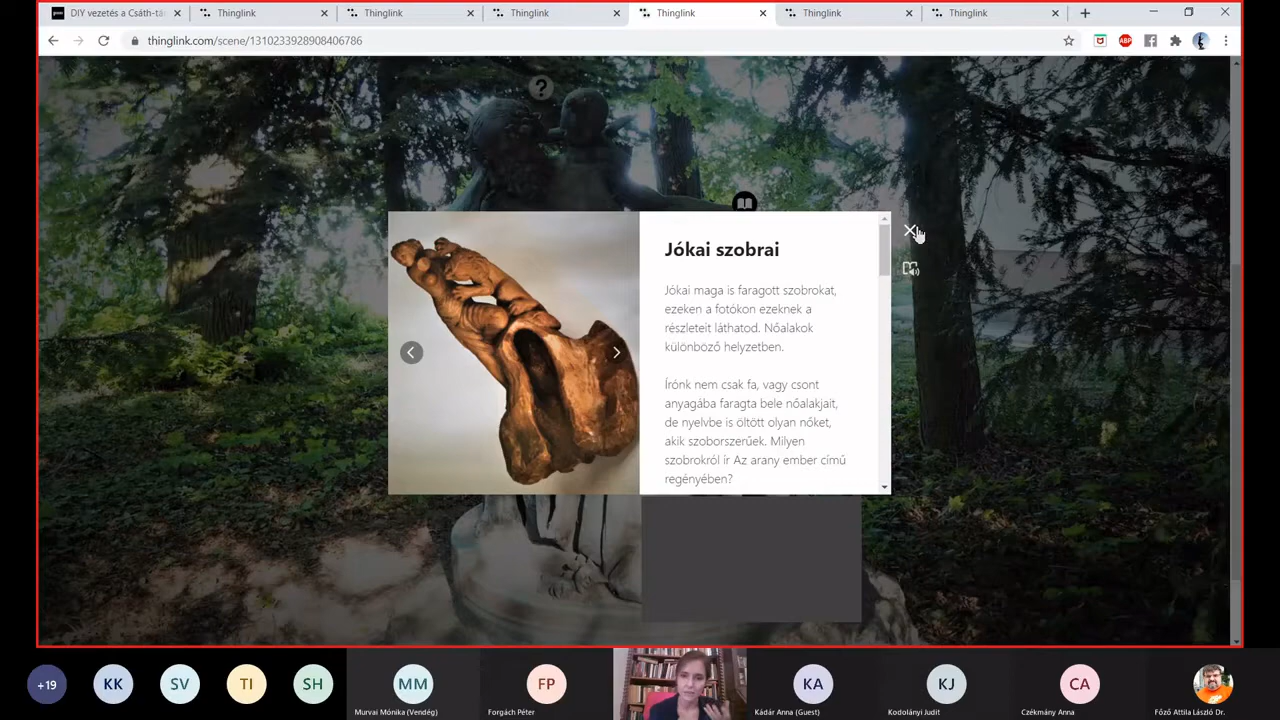 DIY vezetés a Csáth-tá
Thinglink
Thinglink
Thinglink
Thinglink
Thinglink
Thinglink
thinglink.com/scene/1310233928908406786
ABP
?
Jókai szobrai
Jókai maga is faragott szobrokat,
ezeken a fotókon ezeknek a
részleteit láthatod. Nőalakok
különböző helyzetben.
Írónk nem csak fa, vagy csont
anyagába faragta bele nőalakjait,
de nyelvbe is öltött olyan nőket,
akik szoborszerűek. Milyen
szobrokról ír Az arany ember című
regényében?
+19
KK
SV
TI
SH
MM
FP
KA
KJ
CA
Murvai Mónika (Vendég)
Forgách Péter
Kádár Anna (Guest)
Kodolányi Judit
Czékmány Anna
Főző Attila László Dr.